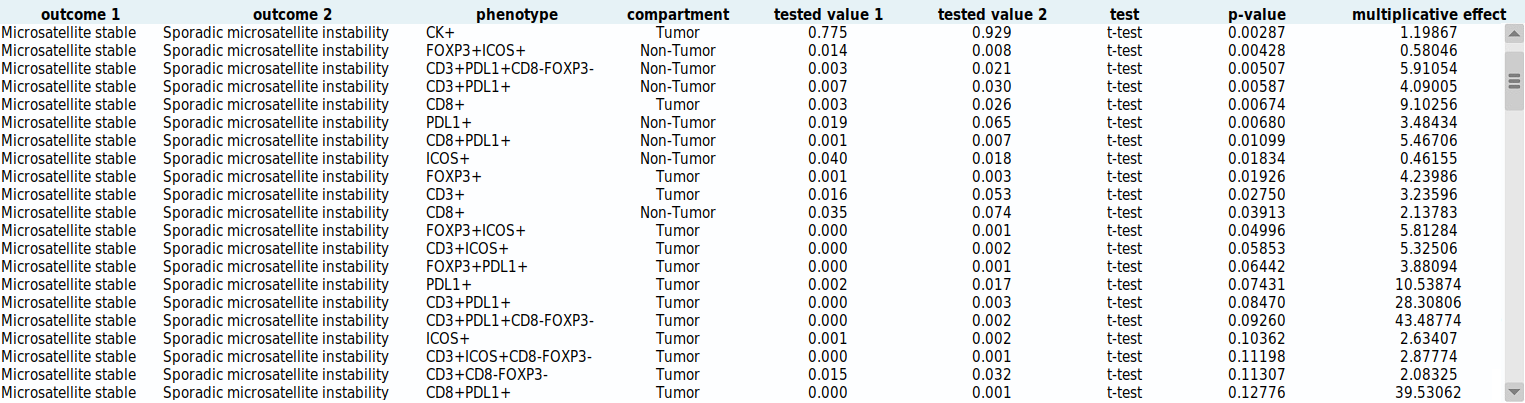 outcome 1 outcome 2 phenotype compartment tested value 1 tested value 2 test p-value multiplicative effect
Microsatellite stable Sporadic microsatellite instability CK+ Tumor 0.775 0.929 t-test 0.00287 1.19867
Microsatellite stable Sporadic microsatellite instability FOXP3+ICOS+ Non-Tumor 0.014 0.008 t-test 0.00428 0.58046
Microsatellite stable Sporadic microsatellite instability CD3+PDL1+CD8-FOXP3- Non-Tumor 0.003 0.021 t-test 0.00507 5.91054
Microsatellite stable Sporadic microsatellite instability CD3+PDL1+ Non-Tumor 0.007 0.030 t-test 0.00587 4.09005
Microsatellite stable Sporadic microsatellite instability CD8+ Tumor 0.003 0.026 t-test 0.00674 9.10256
Microsatellite stable Sporadic microsatellite instability PDL1+ Non-Tumor 0.019 0.065 t-test 0.00680 3.48434
Microsatellite stable Sporadic microsatellite instability CD8+PDL1+ Non-Tumor 0.001 0.007 t-test 0.01099 5.46706
Microsatellite stable Sporadic microsatellite instability ICOS+ Non-Tumor 0.040 0.018 t-test 0.01834 0.46155
Microsatellite stable Sporadic microsatellite instability FOXP3+ Tumor 0.001 0.003 t-test 0.01926 4.23986
Microsatellite stable Sporadic microsatellite instability CD3+ Tumor 0.016 0.053 t-test 0.02750 3.23596
Microsatellite stable Sporadic microsatellite instability CD8+ Non-Tumor 0.035 0.074 t-test 0.03913 2.13783
Microsatellite stable Sporadic microsatellite instability FOXP3+ICOS+ Tumor 0.000 0.001 t-test 0.04996 5.81284
Microsatellite stable Sporadic microsatellite instability CD3+ICOS+ Tumor 0.000 0.002 t-test 0.05853 5.32506
Microsatellite stable Sporadic microsatellite instability FOXP3+PDL1+ Tumor 0.000 0.001 t-test 0.06442 3.88094
Microsatellite stable Sporadic microsatellite instability PDL1+ Tumor 0.002 0.017 t-test 0.07431 10.53874
Microsatellite stable Sporadic microsatellite instability CD3+PDL1+ Tumor 0.000 0.003 t-test 0.08470 28.30806
Microsatellite stable Sporadic microsatellite instability CD3+PDL1+CD8-FOXP3- Tumor 0.000 0.002 t-test 0.09260 43.48774
Microsatellite stable Sporadic microsatellite instability ICOS+ Tumor 0.001 0.002 t-test 0.10362 2.63407
Microsatellite stable Sporadic microsatellite instability CD3+ICOS+CD8-FOXP3- Tumor 0.000 0.001 t-test 0.11198 2.87774
Microsatellite stable Sporadic microsatellite instability CD3+CD8-FOXP3- Tumor 0.015 0.032 t-test 0.11307 2.08325
Microsatellite stable Sporadic microsatellite instability CD8+PDL1+ Tumor 0.000 0.001 t-test 0.12776 39.53062